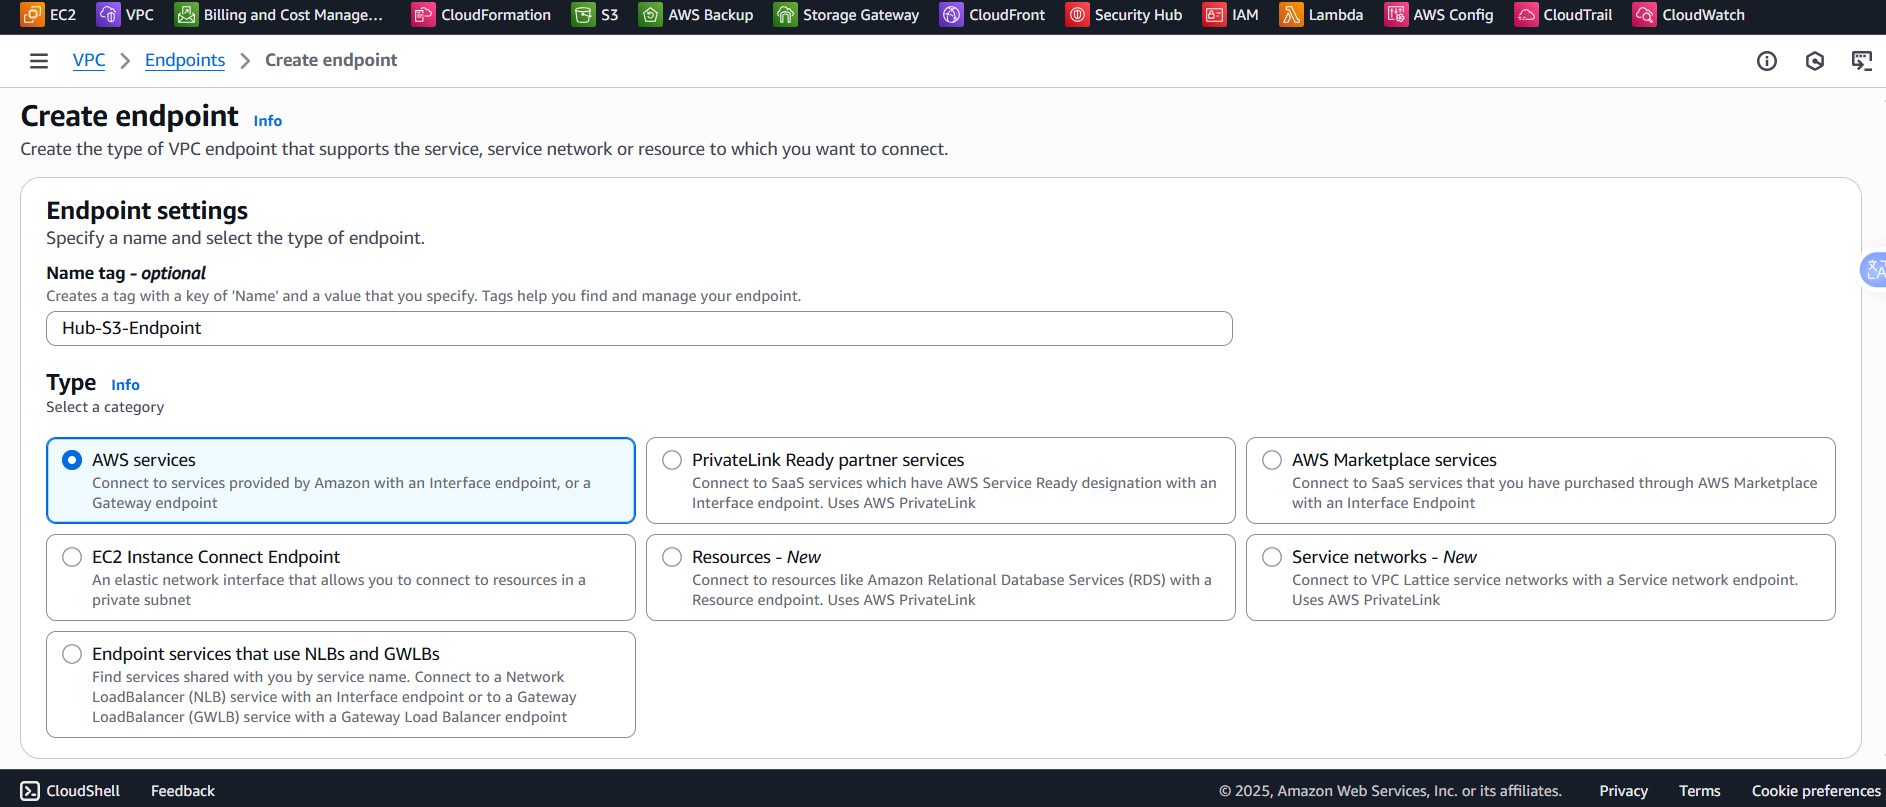 EC2 VPC Billing and Cost Manage... CloudFormation S3 AWS Backup Storage Gateway CloudFront Security Hub IAM Lambda AWS Config CloudTrail CloudWatch
VPC > Endpoints > Create endpoint
Create endpoint Info
Create the type of VPC endpoint that supports the service, service network or resource to which you want to connect.
Endpoint settings
Specify a name and select the type of endpoint.
Name tag - optional
Creates a tag with a key of 'Name' and a value that you specify. Tags help you find and manage your endpoint.
Hub-S3-Endpoint
Type Info
Select a category
AWS services
Connect to services provided by Amazon with an Interface endpoint, or a
Gateway endpoint
PrivateLink Ready partner services
Connect to SaaS services which have AWS Service Ready designation with an
Interface endpoint. Uses AWS PrivateLink
AWS Marketplace services
Connect to SaaS services that you have purchased through AWS Marketplace
with an Interface Endpoint
EC2 Instance Connect Endpoint
An elastic network interface that allows you to connect to resources in a
private subnet
Resources - New
Connect to resources like Amazon Relational Database Services (RDS) with a
Resource endpoint. Uses AWS PrivateLink
Service networks - New
Connect to VPC Lattice service networks with a Service network endpoint.
Uses AWS PrivateLink
Endpoint services that use NLBs and GWLBs
Find services shared with you by service name. Connect to a Network
LoadBalancer (NLB) service with an Interface endpoint or to a Gateway
LoadBalancer (GWLB) service with a Gateway Load Balancer endpoint
CloudShell Feedback © 2025, Amazon Web Services, Inc. or its affiliates. Privacy Terms Cookie preferences